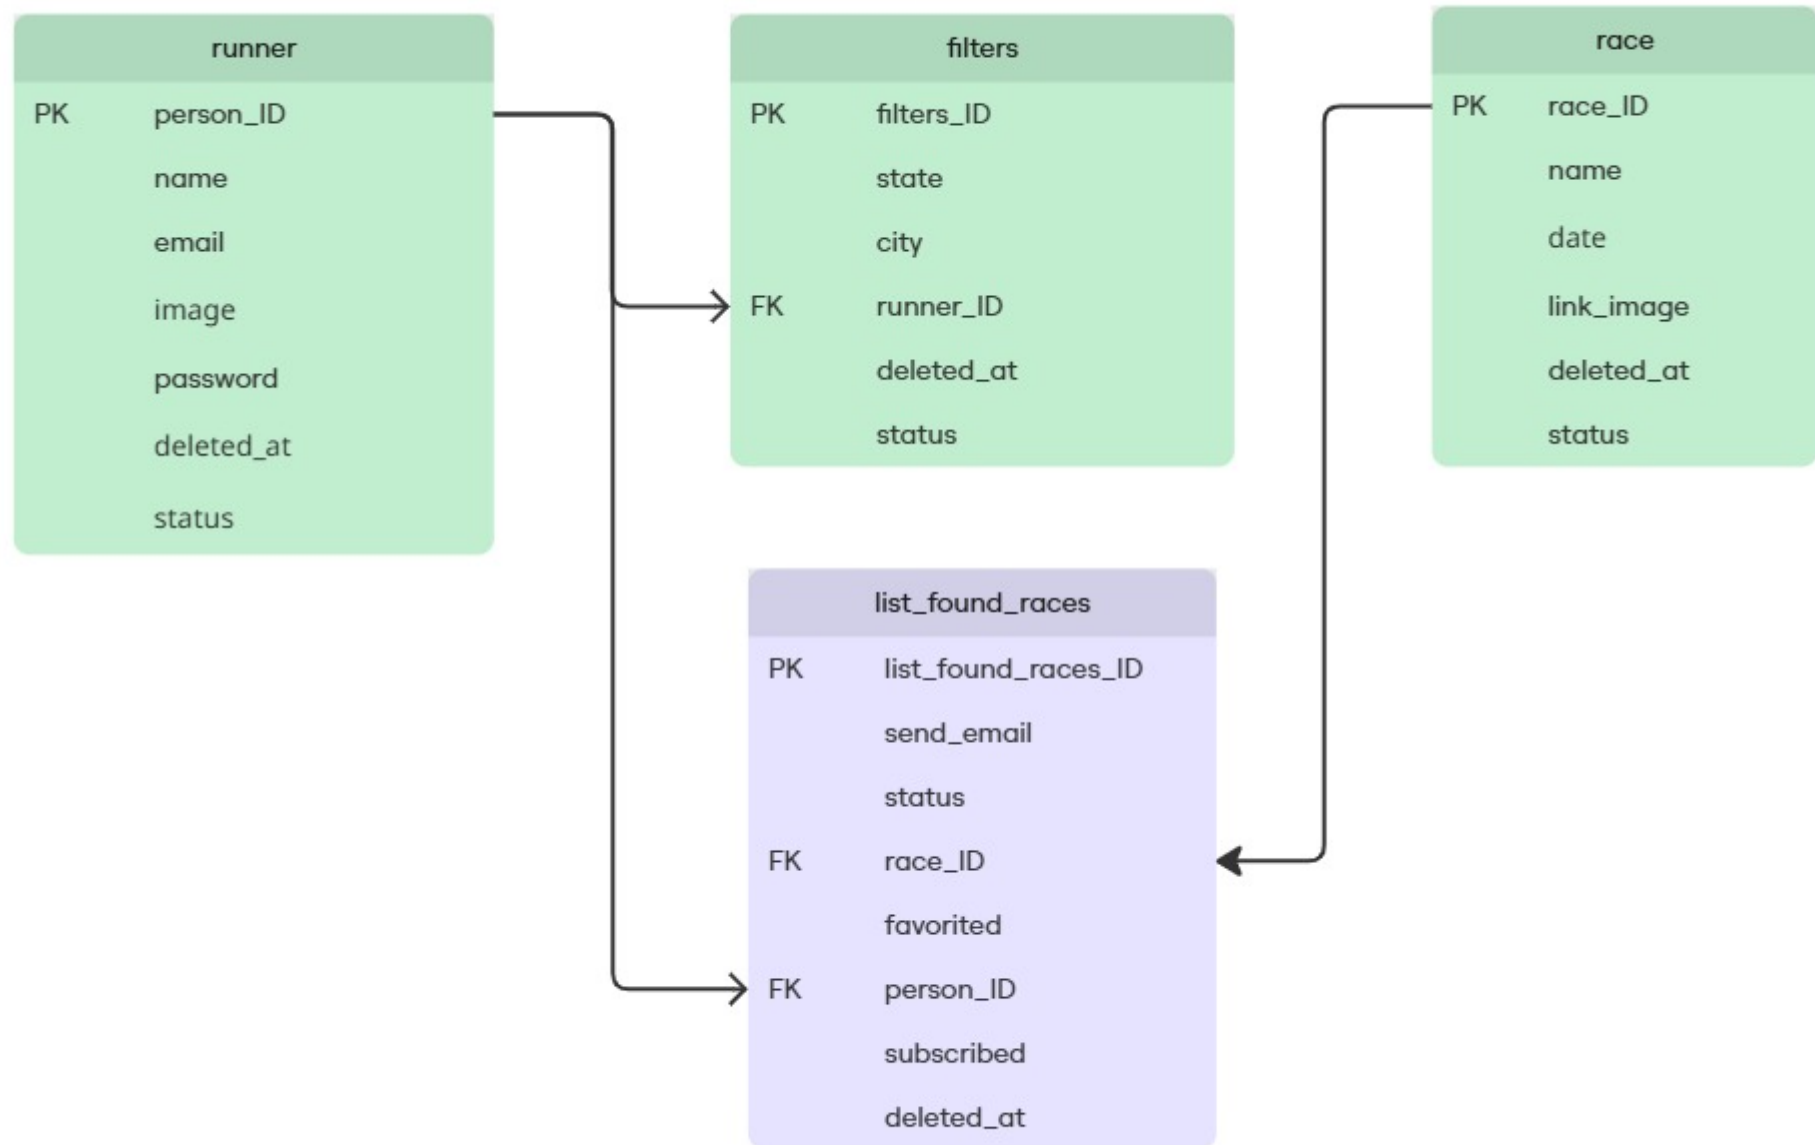 runner
PK person_ID
name
email
image
password
deleted_at
status
filters
PK filters_ID
state
city
FK runner_ID
deleted_at
status
race
PK race_ID
name
date
link_image
deleted_at
status
list_found_races
PK list_found_races_ID
send_email
status
FK race_ID
favorited
FK person_ID
subscribed
deleted_at